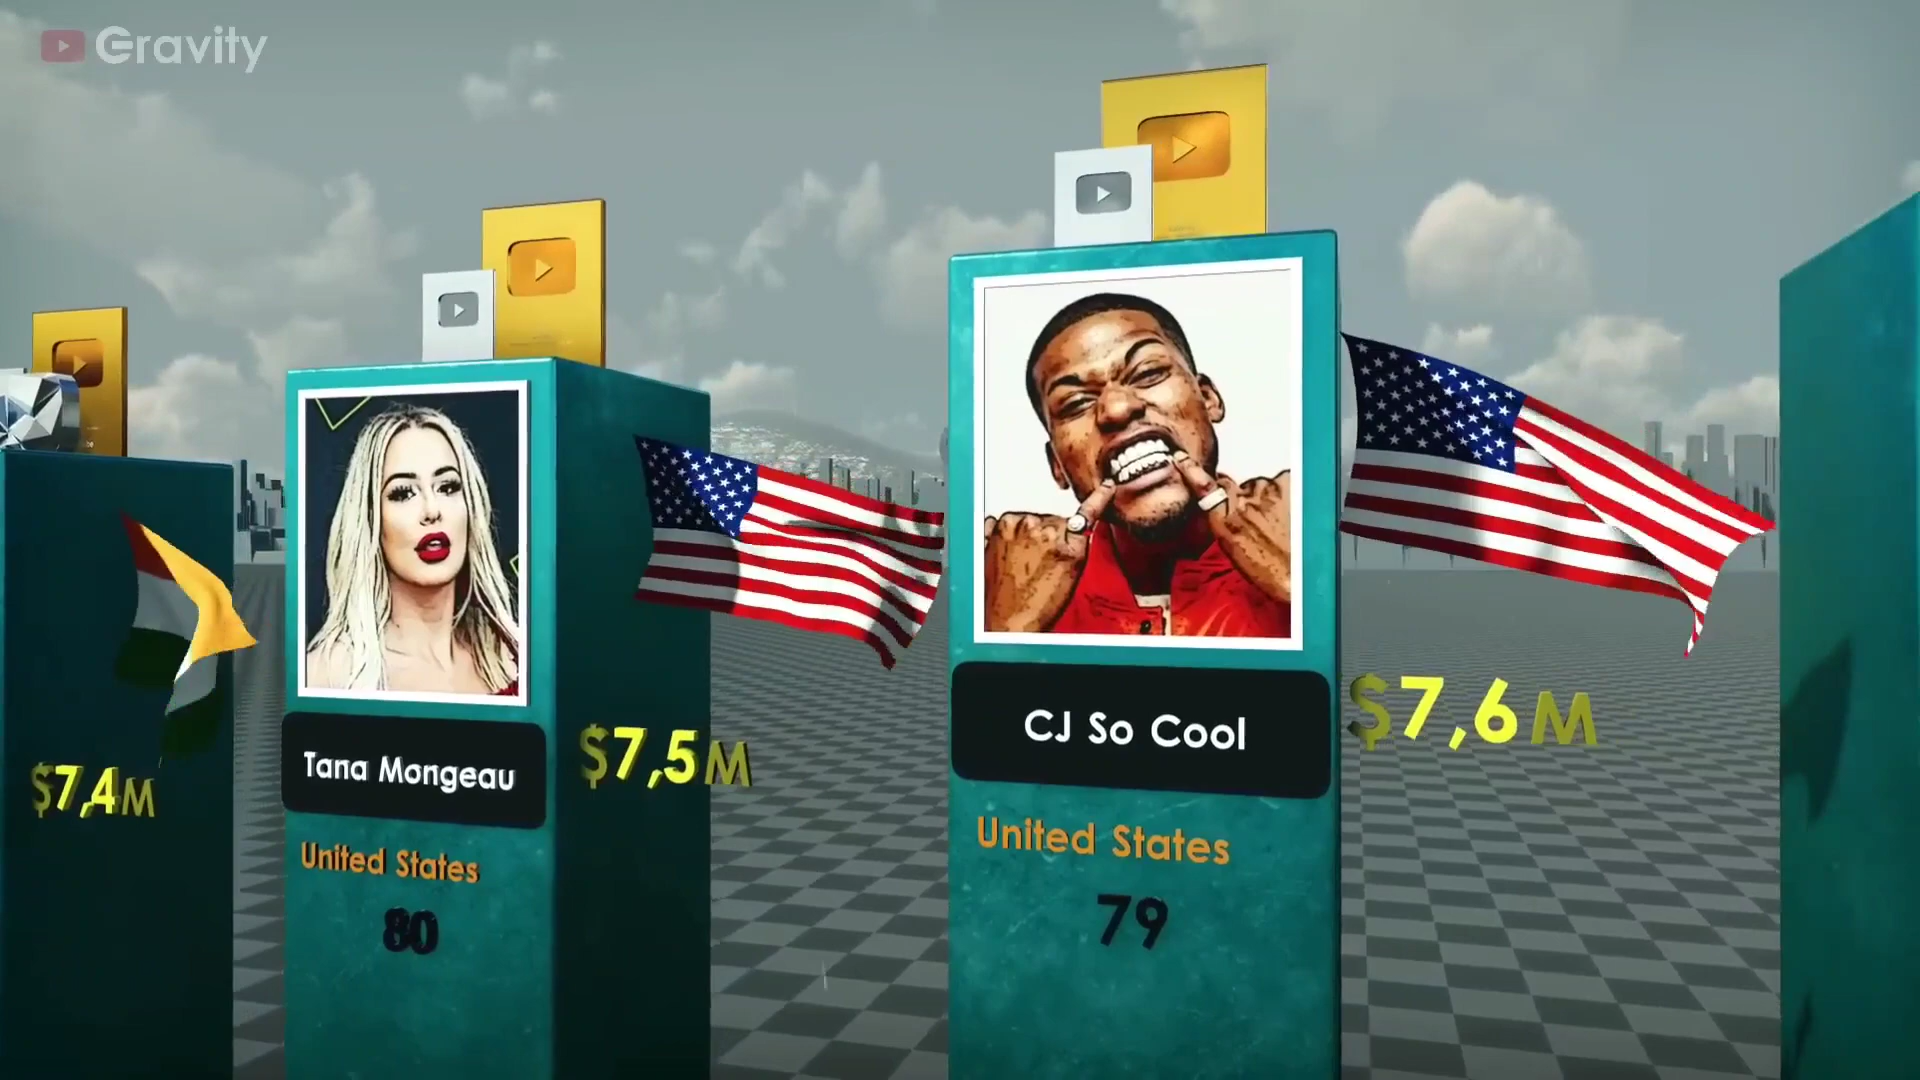 Gravity
$7,4M
Tana Mongeau
United States
80
$7,5M
CJ So Cool
United States
79
$7,6M